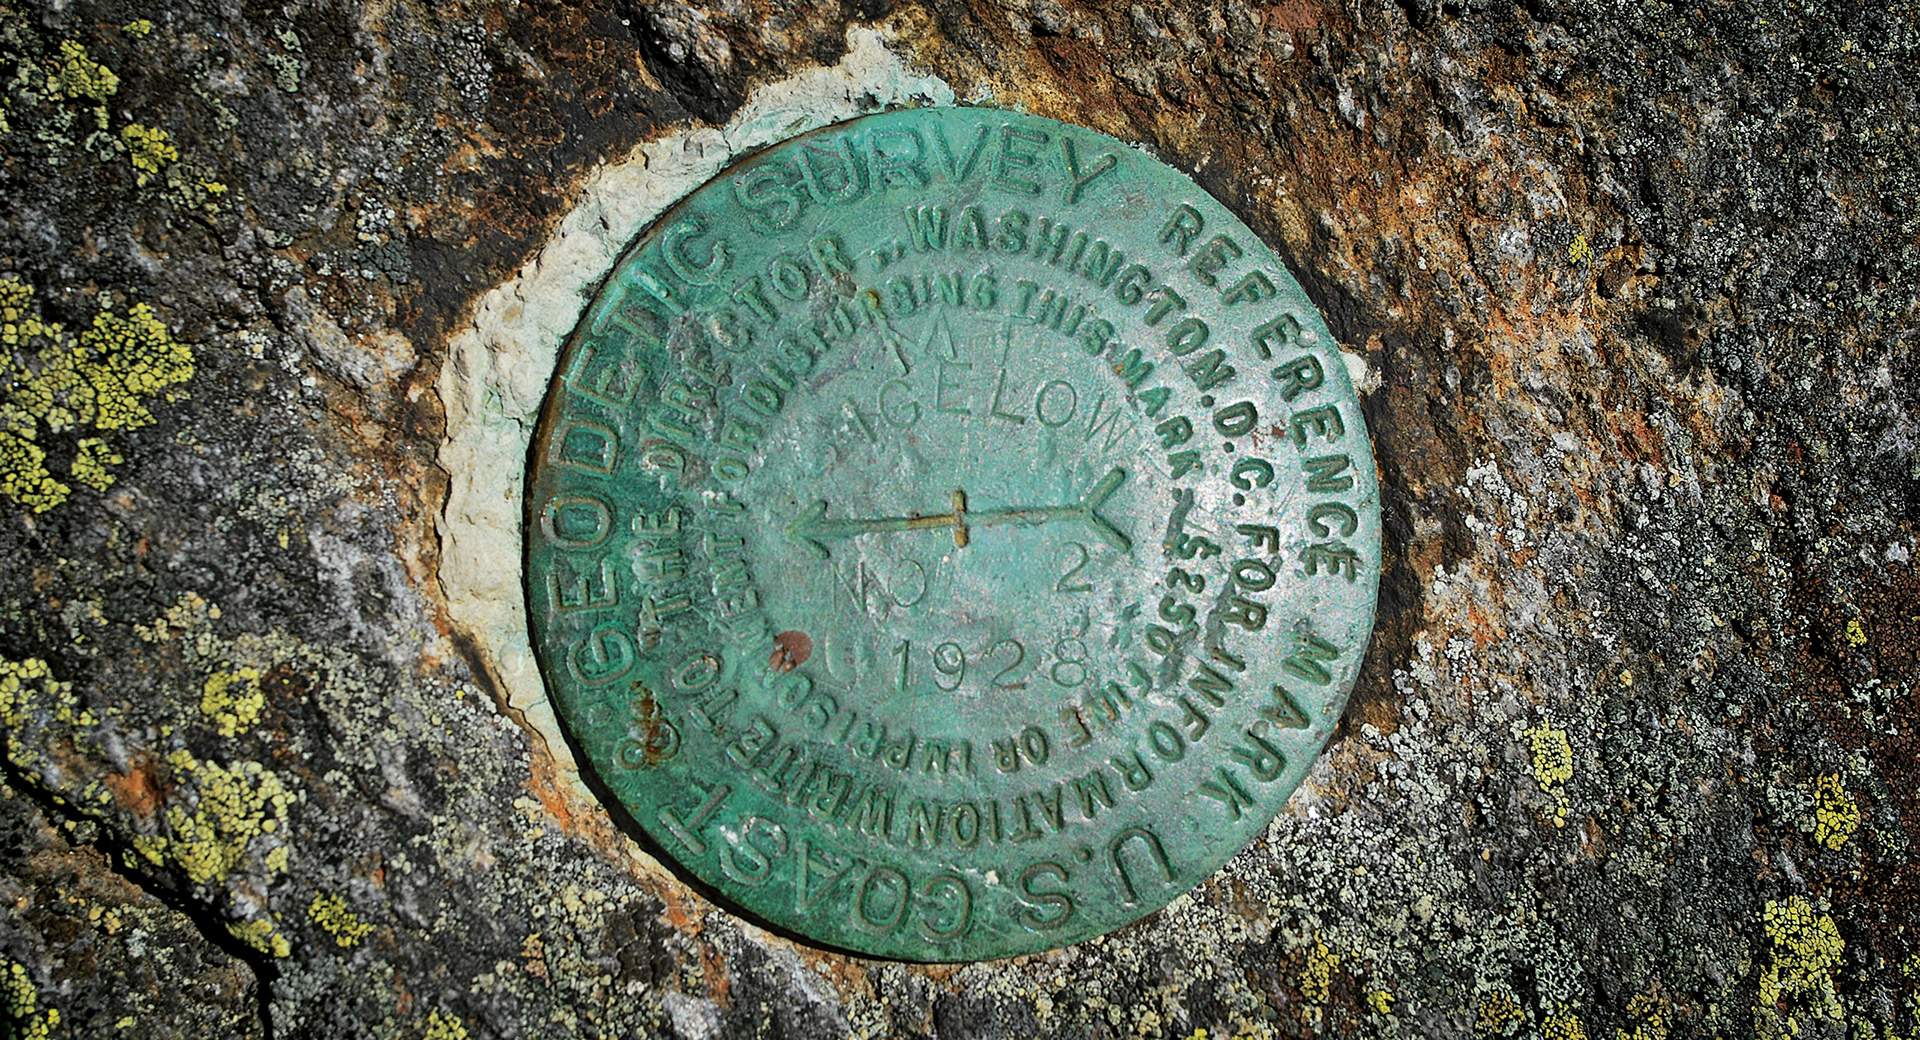 U.S. COAST & GEODETIC SURVEY REFERENCE MARK
FOR INFORMATION WRITE TO "THE DIRECTOR,, WASHINGTON, D.C.
$250 FINE OR IMPRISONMENT FOR DISTURBING THIS MARK.
MT
BIGELOW
NO. 2
1928